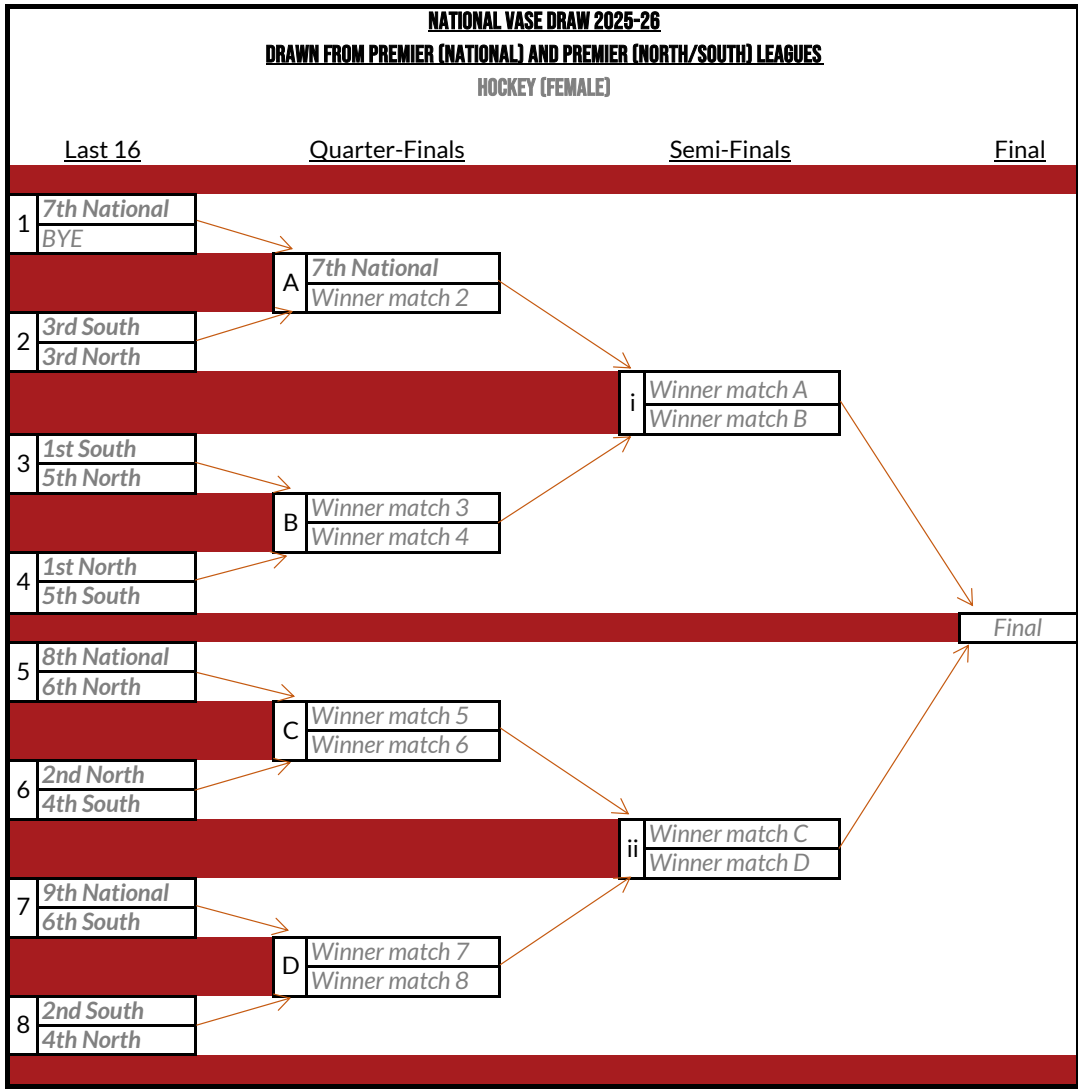 NATIONAL VASE DRAW 2025-26
DRAWN FROM PREMIER (NATIONAL) AND PREMIER (NORTH/SOUTH) LEAGUES
HOCKEY (FEMALE)
Last 16 Quarter-Finals Semi-Finals Final
1
7th National
BYE
A
7th National
Winner match 2
2
3rd South
3rd North
i
Winner match A
Winner match B
3
1st South
5th North
B
Winner match 3
Winner match 4
4
1st North
5th South
Final
5
8th National
6th North
C
Winner match 5
Winner match 6
6
2nd North
4th South
ii
Winner match C
Winner match D
7
9th National
6th South
D
Winner match 7
Winner match 8
8
2nd South
4th North